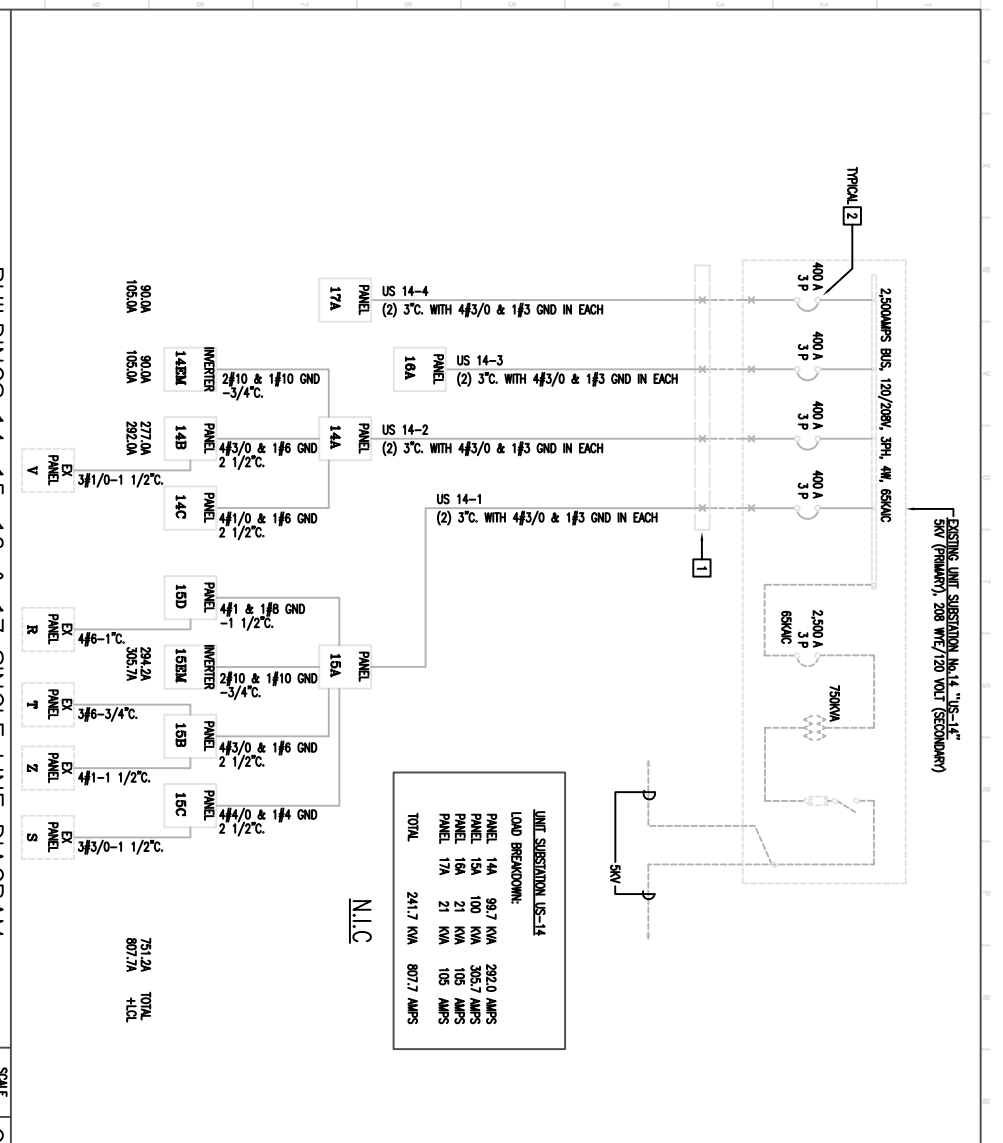 EXISTING UNIT SUBSTATION No.14 "US-14"
5KV (PRIMARY), 208 WYE/120 VOLT (SECONDARY)
2,500AMPS BUS, 120/208V, 3PH, 4W, 65KAIC
TYPICAL 2
400 A
3 P
400 A
3 P
400 A
3 P
400 A
3 P
2,500 A
3 P
65KAIC
750KVA
1
5KV
US 14-4
(2) 3"C. WITH 4#3/0 & 1#3 GND IN EACH
US 14-3
(2) 3"C. WITH 4#3/0 & 1#3 GND IN EACH
US 14-2
(2) 3"C. WITH 4#3/0 & 1#3 GND IN EACH
US 14-1
(2) 3"C. WITH 4#3/0 & 1#3 GND IN EACH
UNIT SUBSTATION US-14
LOAD BREAKDOWN:
PANEL 14A 99.7 KVA 292.0 AMPS
PANEL 15A 100 KVA 305.7 AMPS
PANEL 16A 21 KVA 105 AMPS
PANEL 17A 21 KVA 105 AMPS
TOTAL 241.7 KVA 807.7 AMPS
N.I.C
PANEL
17A
PANEL
16A
PANEL
14A
PANEL
15A
2#10 & 1#10 GND
-3/4"C.
4#3/0 & 1#6 GND
2 1/2"C.
4#1/0 & 1#6 GND
2 1/2"C.
4#1 & 1#8 GND
-1 1/2"C.
2#10 & 1#10 GND
-3/4"C.
4#3/0 & 1#6 GND
2 1/2"C.
4#4/0 & 1#4 GND
2 1/2"C.
INVERTER
14EM
PANEL
14B
PANEL
14C
PANEL
15D
INVERTER
15EM
PANEL
15B
PANEL
15C
90.0A
105.0A
90.0A
105.0A
277.0A
292.0A
294.2A
305.7A
751.2A TOTAL
807.7A +LCL
3#1/0-1 1/2"C.
4#6-1"C.
3#6-3/4"C.
4#1-1 1/2"C.
3#3/0-1 1/2"C.
EX
PANEL
V
EX
PANEL
R
EX
PANEL
T
EX
PANEL
Z
EX
PANEL
S
SCALE